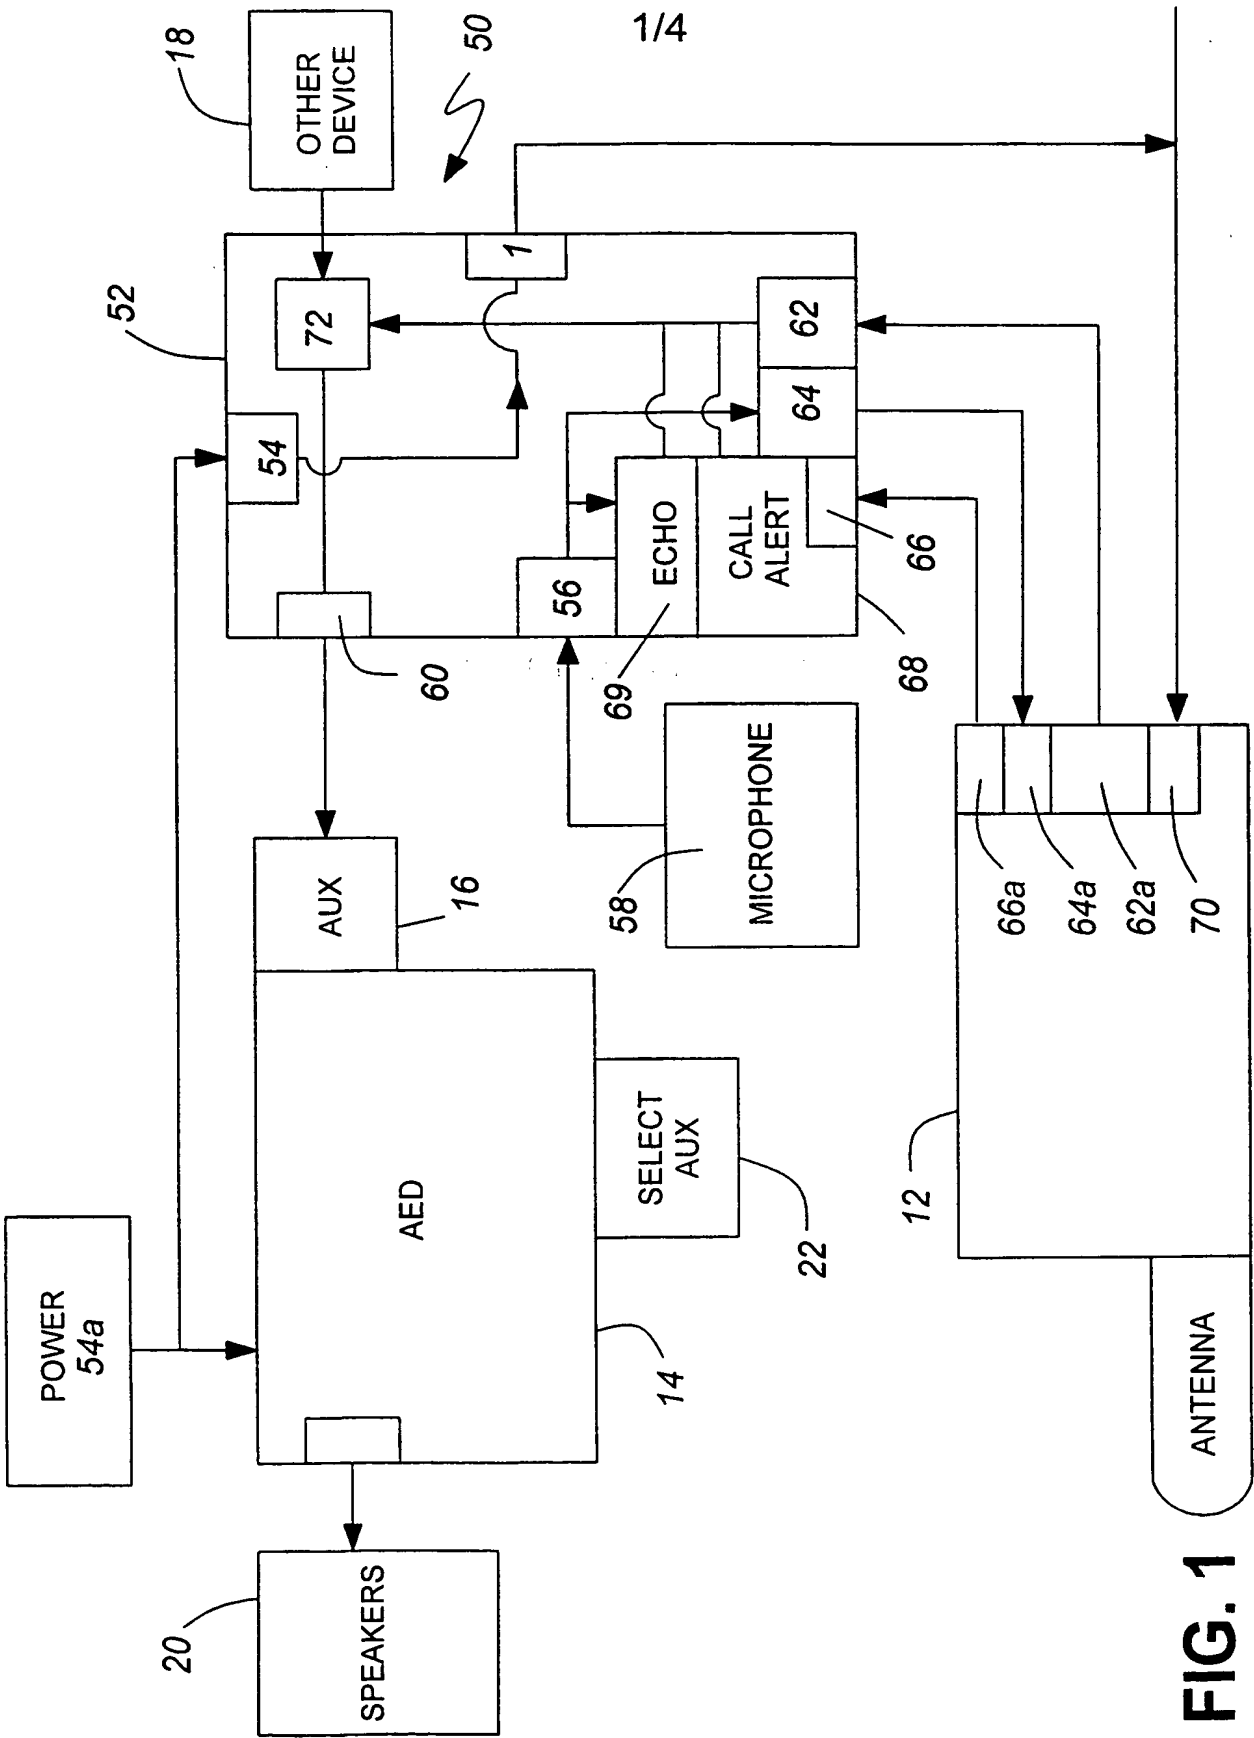 1/4
18
OTHER
DEVICE
50
52
72
1
54
62
64
56
ECHO
CALL
ALERT
66
60
69
68
MICROPHONE
58
AUX
16
66a
64a
62a
70
AED
SELECT
AUX
22
12
POWER
54a
14
ANTENNA
20
SPEAKERS
FIG. 1